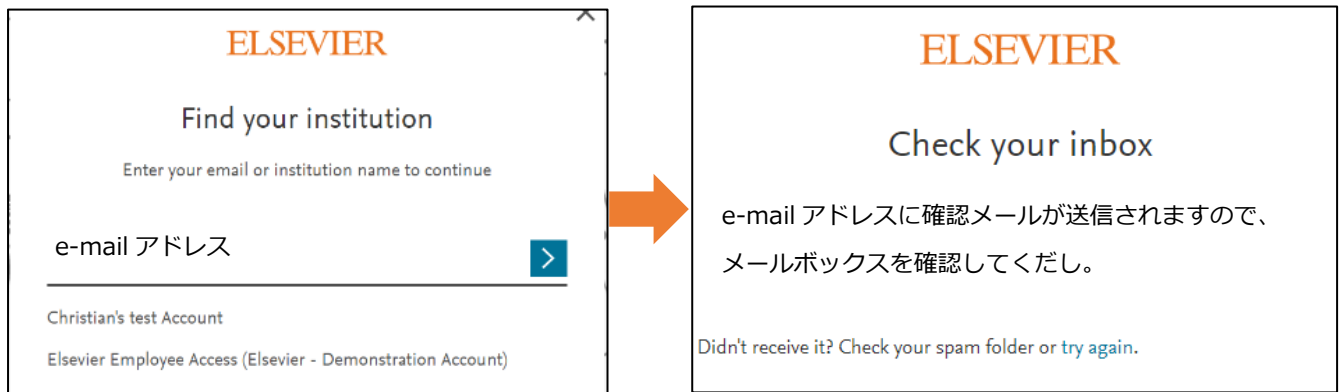 ELSEVIER
Find your institution
Enter your email or institution name to continue
e-mail アドレス
Christian's test Account
Elsevier Employee Access (Elsevier - Demonstration Account)
ELSEVIER
Check your inbox
e-mail アドレスに確認メールが送信されますので、
メールボックスを確認してくだし。
Didn't receive it? Check your spam folder or try again.